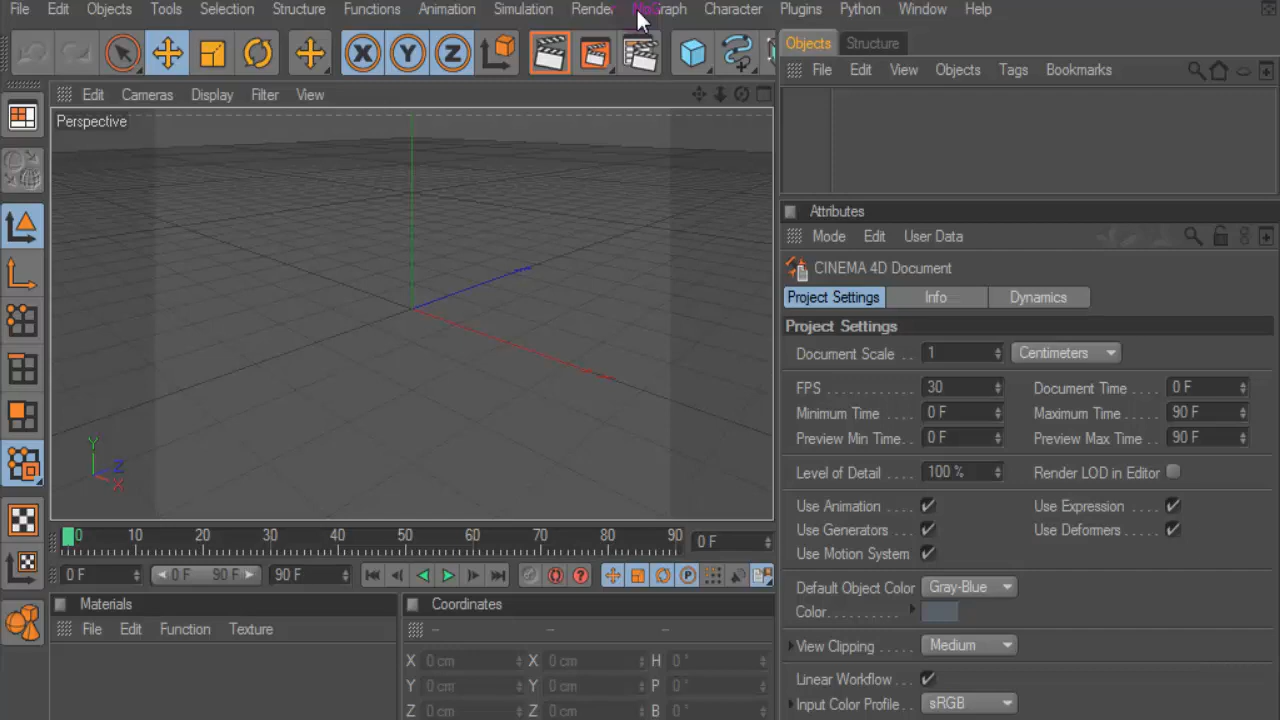 File Edit Objects Tools Selection Structure Functions Animation Simulation Render MoGraph Character Plugins Python Window Help
X Y Z
Objects Structure
File Edit View Objects Tags Bookmarks
Edit Cameras Display Filter View
Perspective
Y
Z
X
Attributes
Mode Edit User Data
CINEMA 4D Document
Project Settings Info Dynamics
Project Settings
Document Scale . . 1 Centimeters
FPS . . . . . . . . . . . 30 Document Time . . 0 F
Minimum Time . . 0 F Maximum Time . . . . . 90 F
Preview Min Time. . 0 F Preview Max Time . . 90 F
Level of Detail . . . . 100 % Render LOD in Editor
Use Animation . . . . Use Expression . . . .
Use Generators . . . Use Deformers . . . .
Use Motion System
Default Object Color Gray-Blue
Color. . . . . . . . . .
View Clipping . . . . . Medium
Linear Workflow . . .
Input Color Profile . . sRGB
0 10 20 30 40 50 60 70 80 90 0 F
0 F 0 F 90 F 90 F ? P
Materials
File Edit Function Texture
Coordinates
-- -- --
X 0 cm X 0 cm H 0 °
Y 0 cm Y 0 cm P 0 °
Z 0 cm Z 0 cm B 0 °